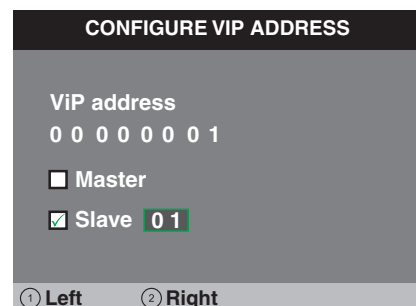 CONFIGURE VIP ADDRESS
ViP address
0 0 0 0 0 0 0 1
Master
Slave 0 1
1 Left 2 Right